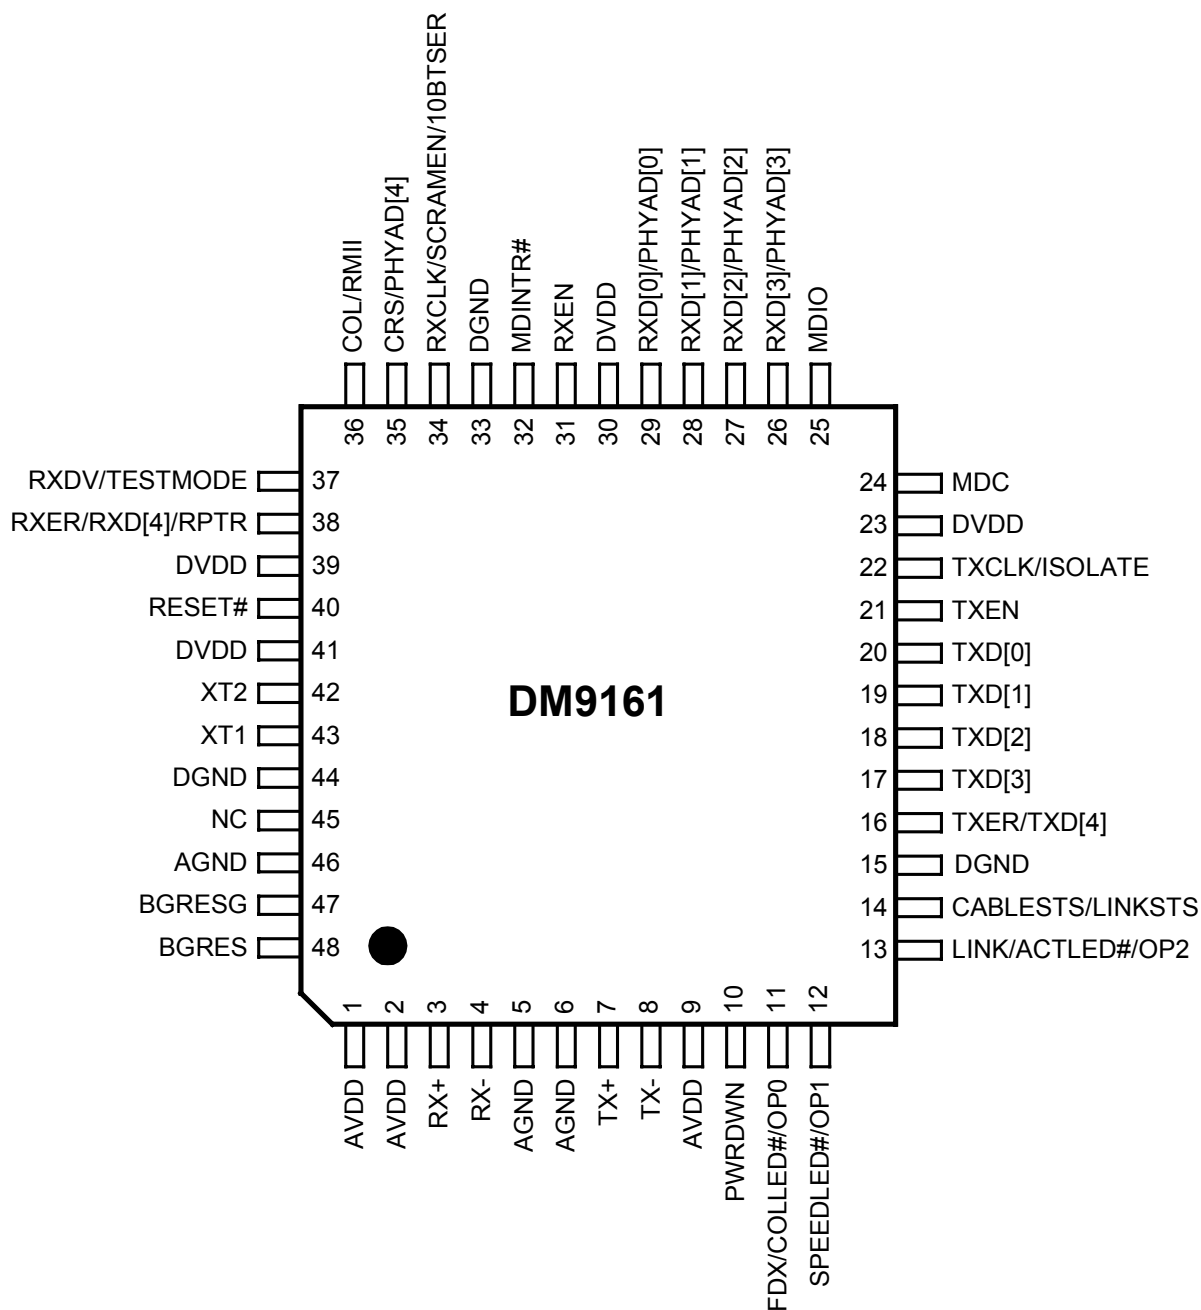 COL/RMII
CRS/PHYAD[4]
RXCLK/SCRAMEN/10BTSER
DGND
MDINTR#
RXEN
DVDD
RXD[0]/PHYAD[0]
RXD[1]/PHYAD[1]
RXD[2]/PHYAD[2]
RXD[3]/PHYAD[3]
MDIO
36
35
34
33
32
31
30
29
28
27
26
25
RXDV/TESTMODE 37
RXER/RXD[4]/RPTR 38
DVDD 39
RESET# 40
DVDD 41
XT2 42
XT1 43
DGND 44
NC 45
AGND 46
BGRESG 47
BGRES 48
DM9161
24 MDC
23 DVDD
22 TXCLK/ISOLATE
21 TXEN
20 TXD[0]
19 TXD[1]
18 TXD[2]
17 TXD[3]
16 TXER/TXD[4]
15 DGND
14 CABLESTS/LINKSTS
13 LINK/ACTLED#/OP2
1
2
3
4
5
6
7
8
9
10
11
12
AVDD
AVDD
RX+
RX-
AGND
AGND
TX+
TX-
AVDD
PWRDWN
FDX/COLLED#/OP0
SPEEDLED#/OP1